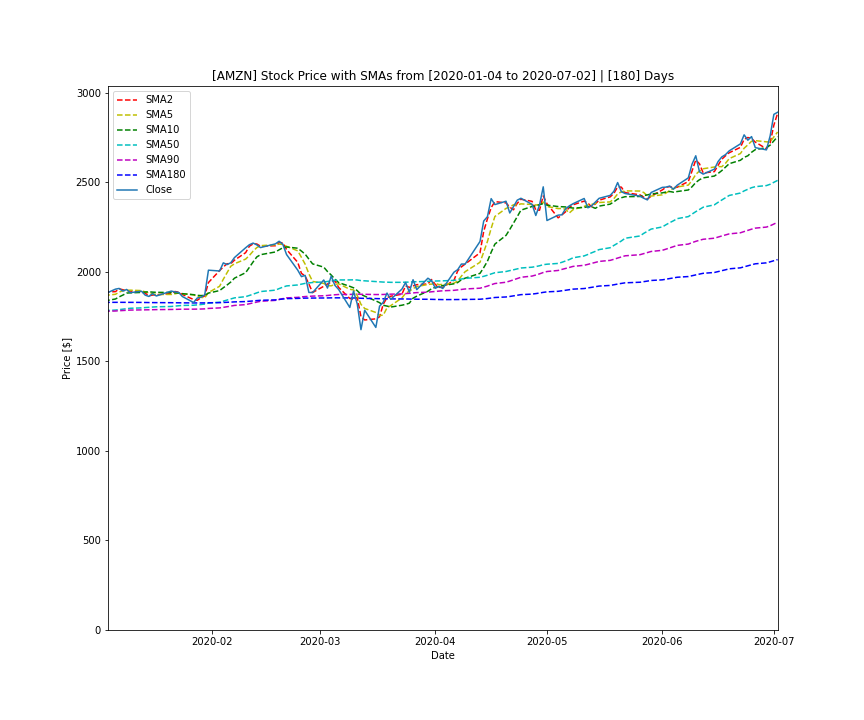 [AMZN] Stock Price with SMAs from [2020-01-04 to 2020-07-02] | [180] Days
SMA2
SMA5
SMA10
SMA50
SMA90
SMA180
Close
3000
2500
2000
1500
1000
500
0
Price [$]
2020-02
2020-03
2020-04
2020-05
2020-06
2020-07
Date